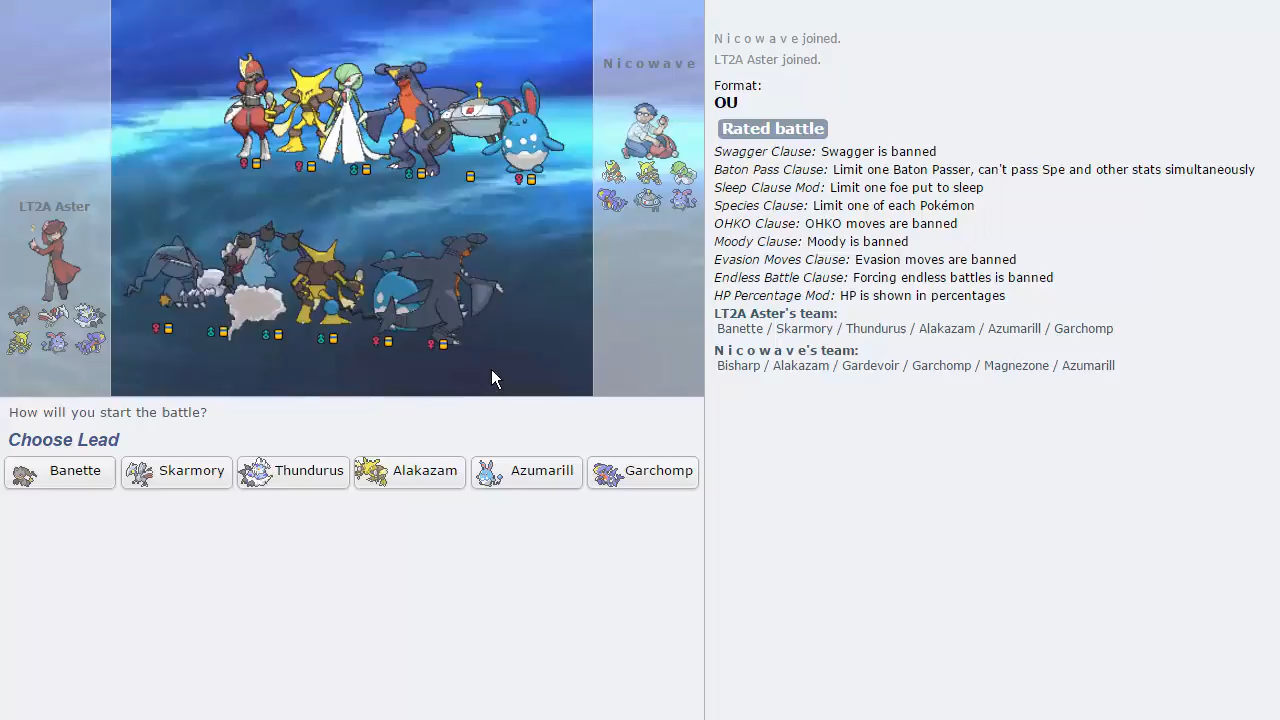 N i c o w a v e
LT2A Aster
How will you start the battle?
Choose Lead
Banette
Skarmory
Thundurus
Alakazam
Azumarill
Garchomp
N i c o w a v e joined.
LT2A Aster joined.
Format:
OU
Rated battle
Swagger Clause: Swagger is banned
Baton Pass Clause: Limit one Baton Passer, can't pass Spe and other stats simultaneously
Sleep Clause Mod: Limit one foe put to sleep
Species Clause: Limit one of each Pokémon
OHKO Clause: OHKO moves are banned
Moody Clause: Moody is banned
Evasion Moves Clause: Evasion moves are banned
Endless Battle Clause: Forcing endless battles is banned
HP Percentage Mod: HP is shown in percentages
LT2A Aster's team:
Banette / Skarmory / Thundurus / Alakazam / Azumarill / Garchomp
N i c o w a v e's team:
Bisharp / Alakazam / Gardevoir / Garchomp / Magnezone / Azumarill